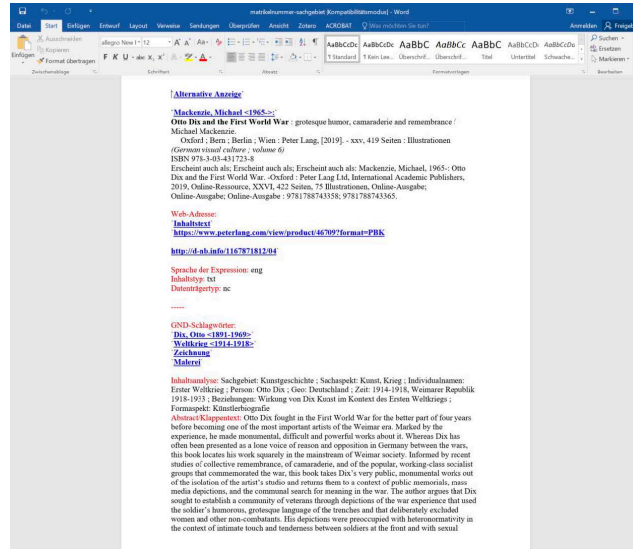 matrikelnummer-sachgebiet [Kompatibilitätsmodus] - Word
Datei Start Einfügen Entwurf Layout Verweise Sendungen Überprüfen Ansicht Zotero ACROBAT Was möchten Sie tun? Anmelden Freigeb
Einfügen
Ausschneiden
Kopieren
Format übertragen
Zwischenablage
allegro New 1 12
F K U abc X₂ X²
Schriftart
Absatz
AaBbCcDc AaBbCcDc AaBbC AaBbCc AaBbC AaBbCcD AaBbCcDc
¶ Standard ¶ Kein Lee... Überschrif... Überschrif... Titel Untertitel Schwache...
Formatvorlagen
Suchen
Ersetzen
Markieren
Bearbeiten
`Alternative Anzeige´
`Mackenzie, Michael <1965->:´
Otto Dix and the First World War : grotesque humor, camaraderie and remembrance /
Michael Mackenzie.
Oxford ; Bern ; Berlin ; Wien : Peter Lang, [2019]. - xxv, 419 Seiten : Illustrationen
(German visual culture ; volume 6)
ISBN 978-3-03-431723-8
Erscheint auch als; Erscheint auch als; Erscheint auch als: Mackenzie, Michael, 1965-: Otto
Dix and the First World War. -Oxford : Peter Lang Ltd, International Academic Publishers,
2019, Online-Ressource, XXVI, 422 Seiten, 75 Illustrationen, Online-Ausgabe;
Online-Ausgabe; Online-Ausgabe : 9781788743358; 9781788743365.
Web-Adresse:
`Inhaltstext´
`https://www.peterlang.com/view/product/46709?format=PBK
http://d-nb.info/1167871812/04´
Sprache der Expression: eng
Inhaltstyp: txt
Datenträgertyp: nc
-----
GND-Schlagwörter:
`Dix, Otto <1891-1969>´
`Weltkrieg <1914-1918>´
`Zeichnung´
`Malerei
Inhaltsanalyse: Sachgebiet: Kunstgeschichte ; Sachaspekt: Kunst, Krieg ; Individualnamen:
Erster Weltkrieg ; Person: Otto Dix ; Geo: Deutschland ; Zeit: 1914-1918, Weimarer Republik
1918-1933 ; Beziehungen: Wirkung von Dix Kunst im Kontext des Ersten Weltkriegs ;
Formaspekt: Künstlerbiografie
Abstract/Klappentext: Otto Dix fought in the First World War for the better part of four years
before becoming one of the most important artists of the Weimar era. Marked by the
experience, he made monumental, difficult and powerful works about it. Whereas Dix has
often been presented as a lone voice of reason and opposition in Germany between the wars,
this book locates his work squarely in the mainstream of Weimar society. Informed by recent
studies of collective remembrance, of camaraderie, and of the popular, working-class socialist
groups that commemorated the war, this book takes Dix's very public, monumental works out
of the isolation of the artist's studio and returns them to a context of public memorials, mass
media depictions, and the communal search for meaning in the war. The author argues that Dix
sought to establish a community of veterans through depictions of the war experience that used
the soldier's humorous, grotesque language of the trenches and that deliberately excluded
women and other non-combatants. His depictions were preoccupied with heteronormativity in
the context of intimate touch and tenderness between soldiers at the front and with sexual